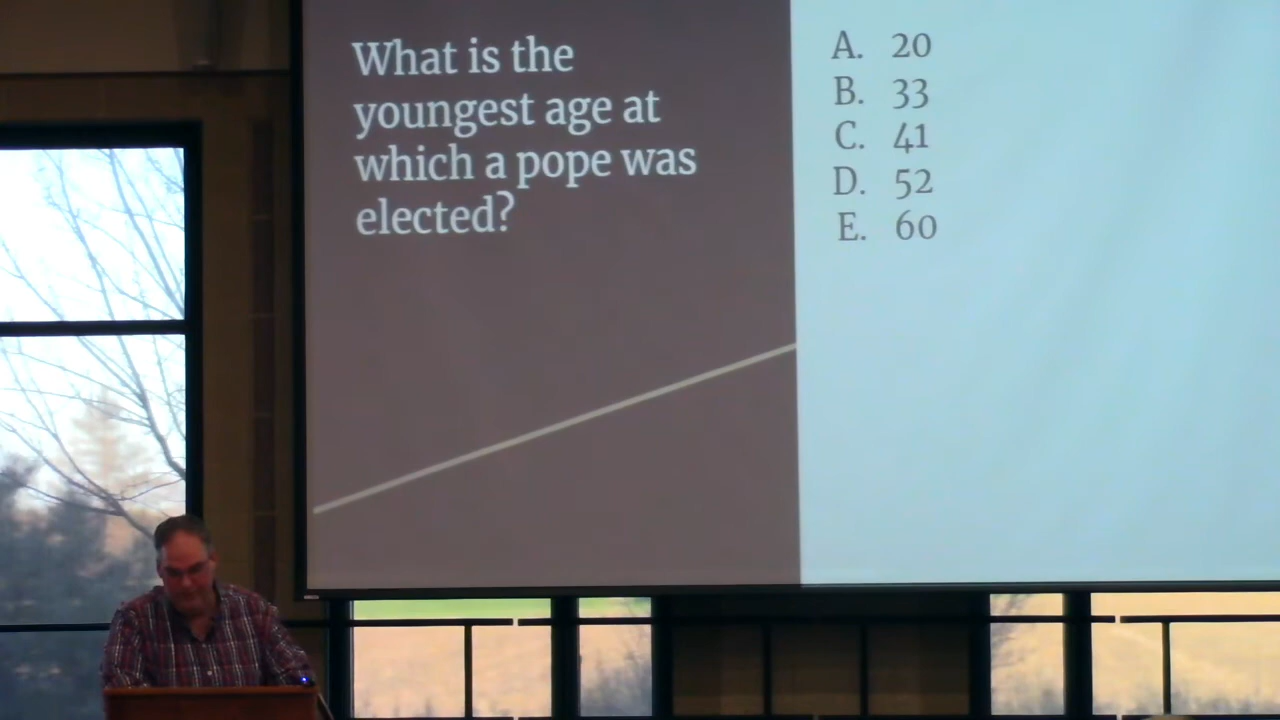 What is the
youngest age at
which a pope was
elected?
A. 20
B. 33
C. 41
D. 52
E. 60